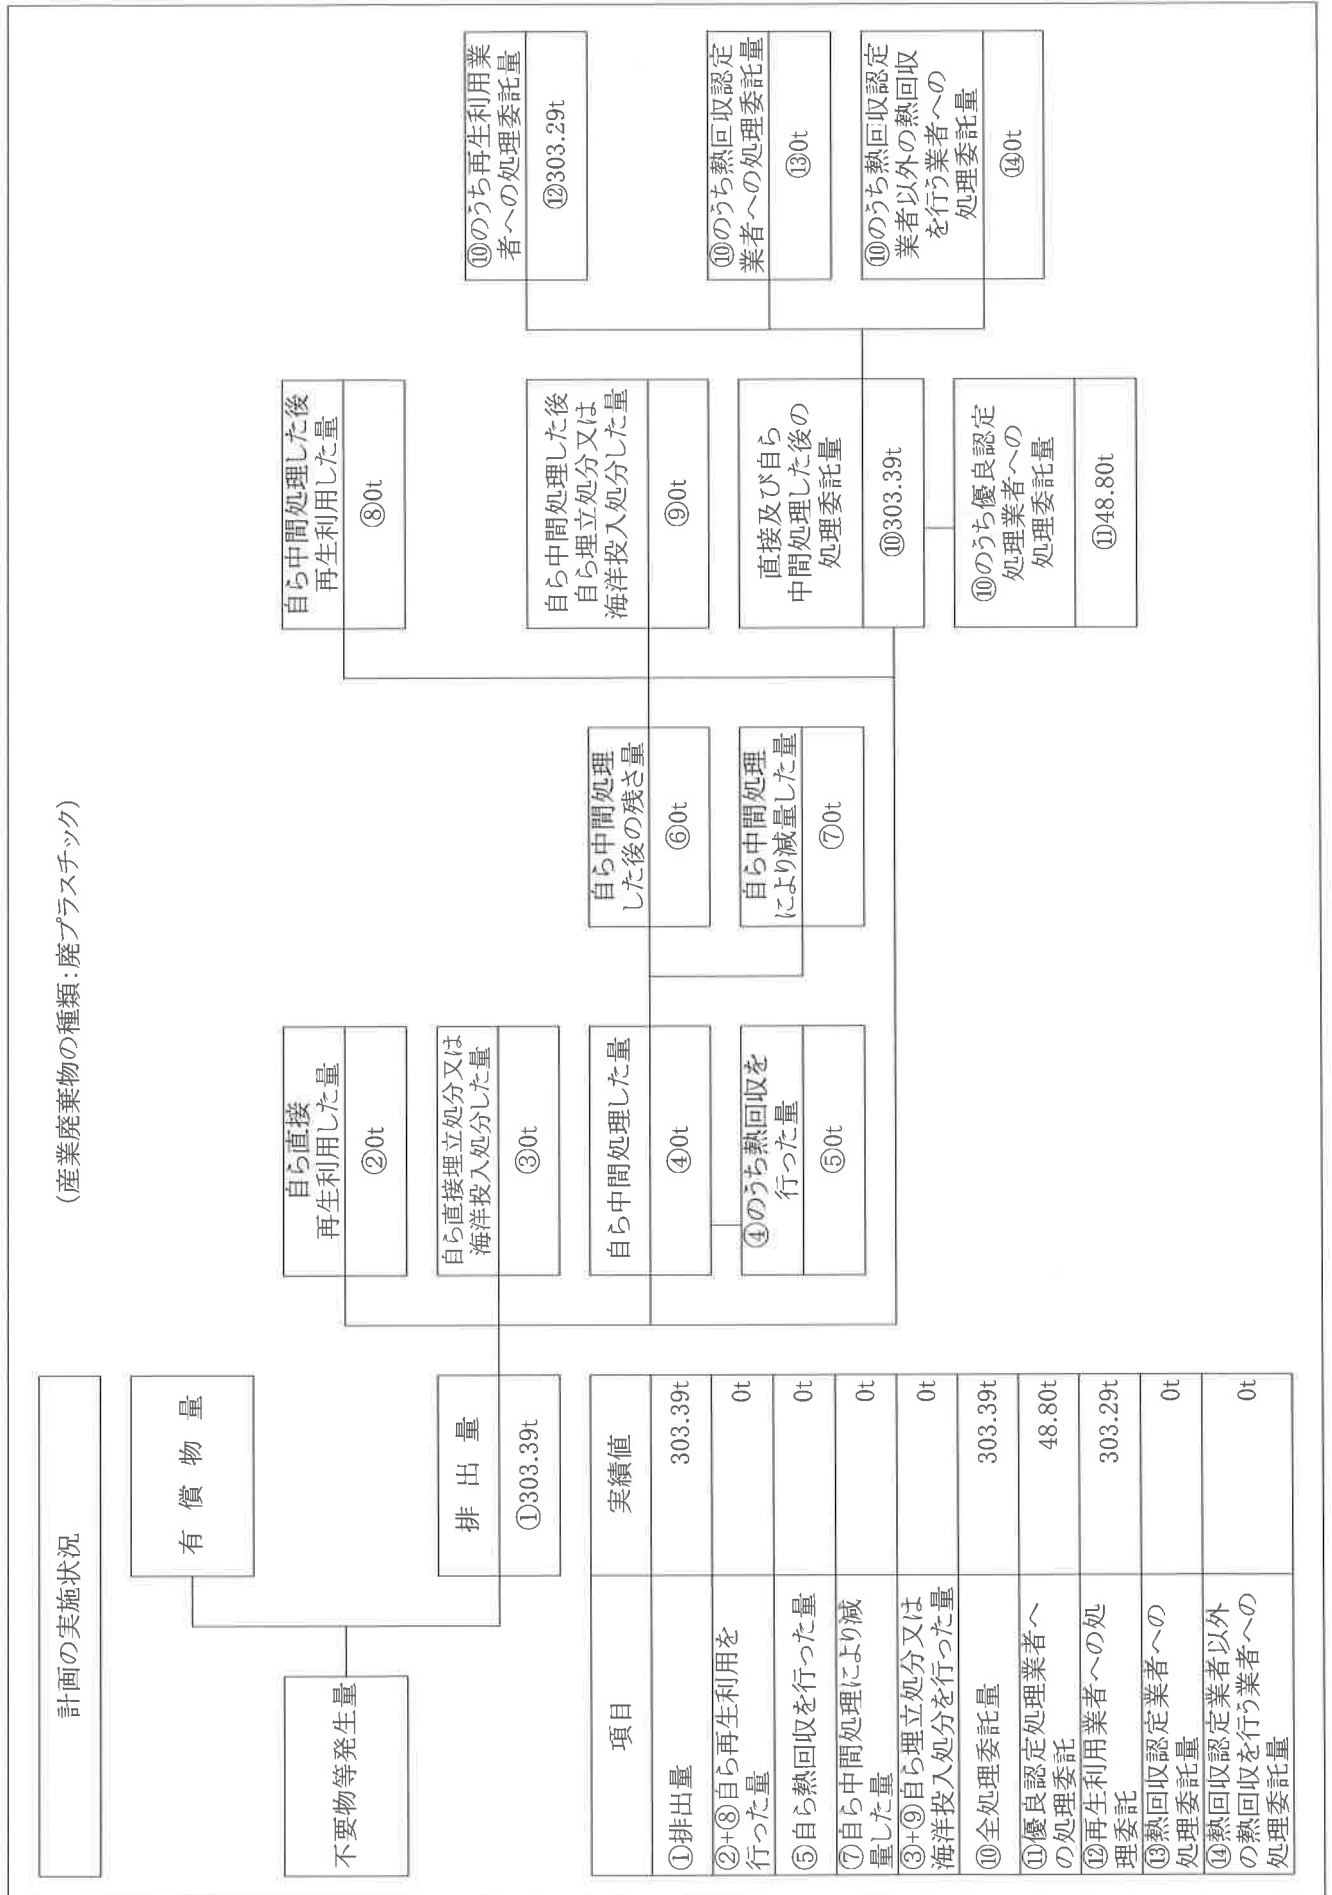 計画の実施状況
(産業廃棄物の種類:廃プラスチック)
不要物等発生量
有償物量
排出量
①303.39t
自ら直接
再生利用した量
②0t
自ら直接埋立処分又は
海洋投入処分した量
③0t
自ら中間処理した量
④0t
④のうち熱回収を
行った量
⑤0t
自ら中間処理
した後の残さ量
⑥0t
自ら中間処理
により減量した量
⑦0t
自ら中間処理した後
再生利用した量
⑧0t
自ら中間処理した後
自ら埋立処分又は
海洋投入処分した量
⑨0t
直接及び自ら
中間処理した後の
処理委託量
⑩303.39t
⑩のうち優良認定
処理業者への
処理委託量
⑪48.80t
⑩のうち再生利用業
者への処理委託量
⑫303.29t
⑩のうち熱回収認定
業者への処理委託量
⑬0t
⑩のうち熱回収認定
業者以外の熱回収
を行う業者への
処理委託量
⑭0t
項目 実績値
①排出量 303.39t
②+⑧自ら再生利用を
行った量 0t
⑤自ら熱回収を行った量 0t
⑦自ら中間処理により減
量した量 0t
③+⑨自ら埋立処分又は
海洋投入処分を行った量 0t
⑩全処理委託量 303.39t
⑪優良認定処理業者へ
の処理委託 48.80t
⑫再生利用業者への処
理委託 303.29t
⑬熱回収認定業者への
処理委託量 0t
⑭熱回収認定業者以外
の熱回収を行う業者への
処理委託量 0t